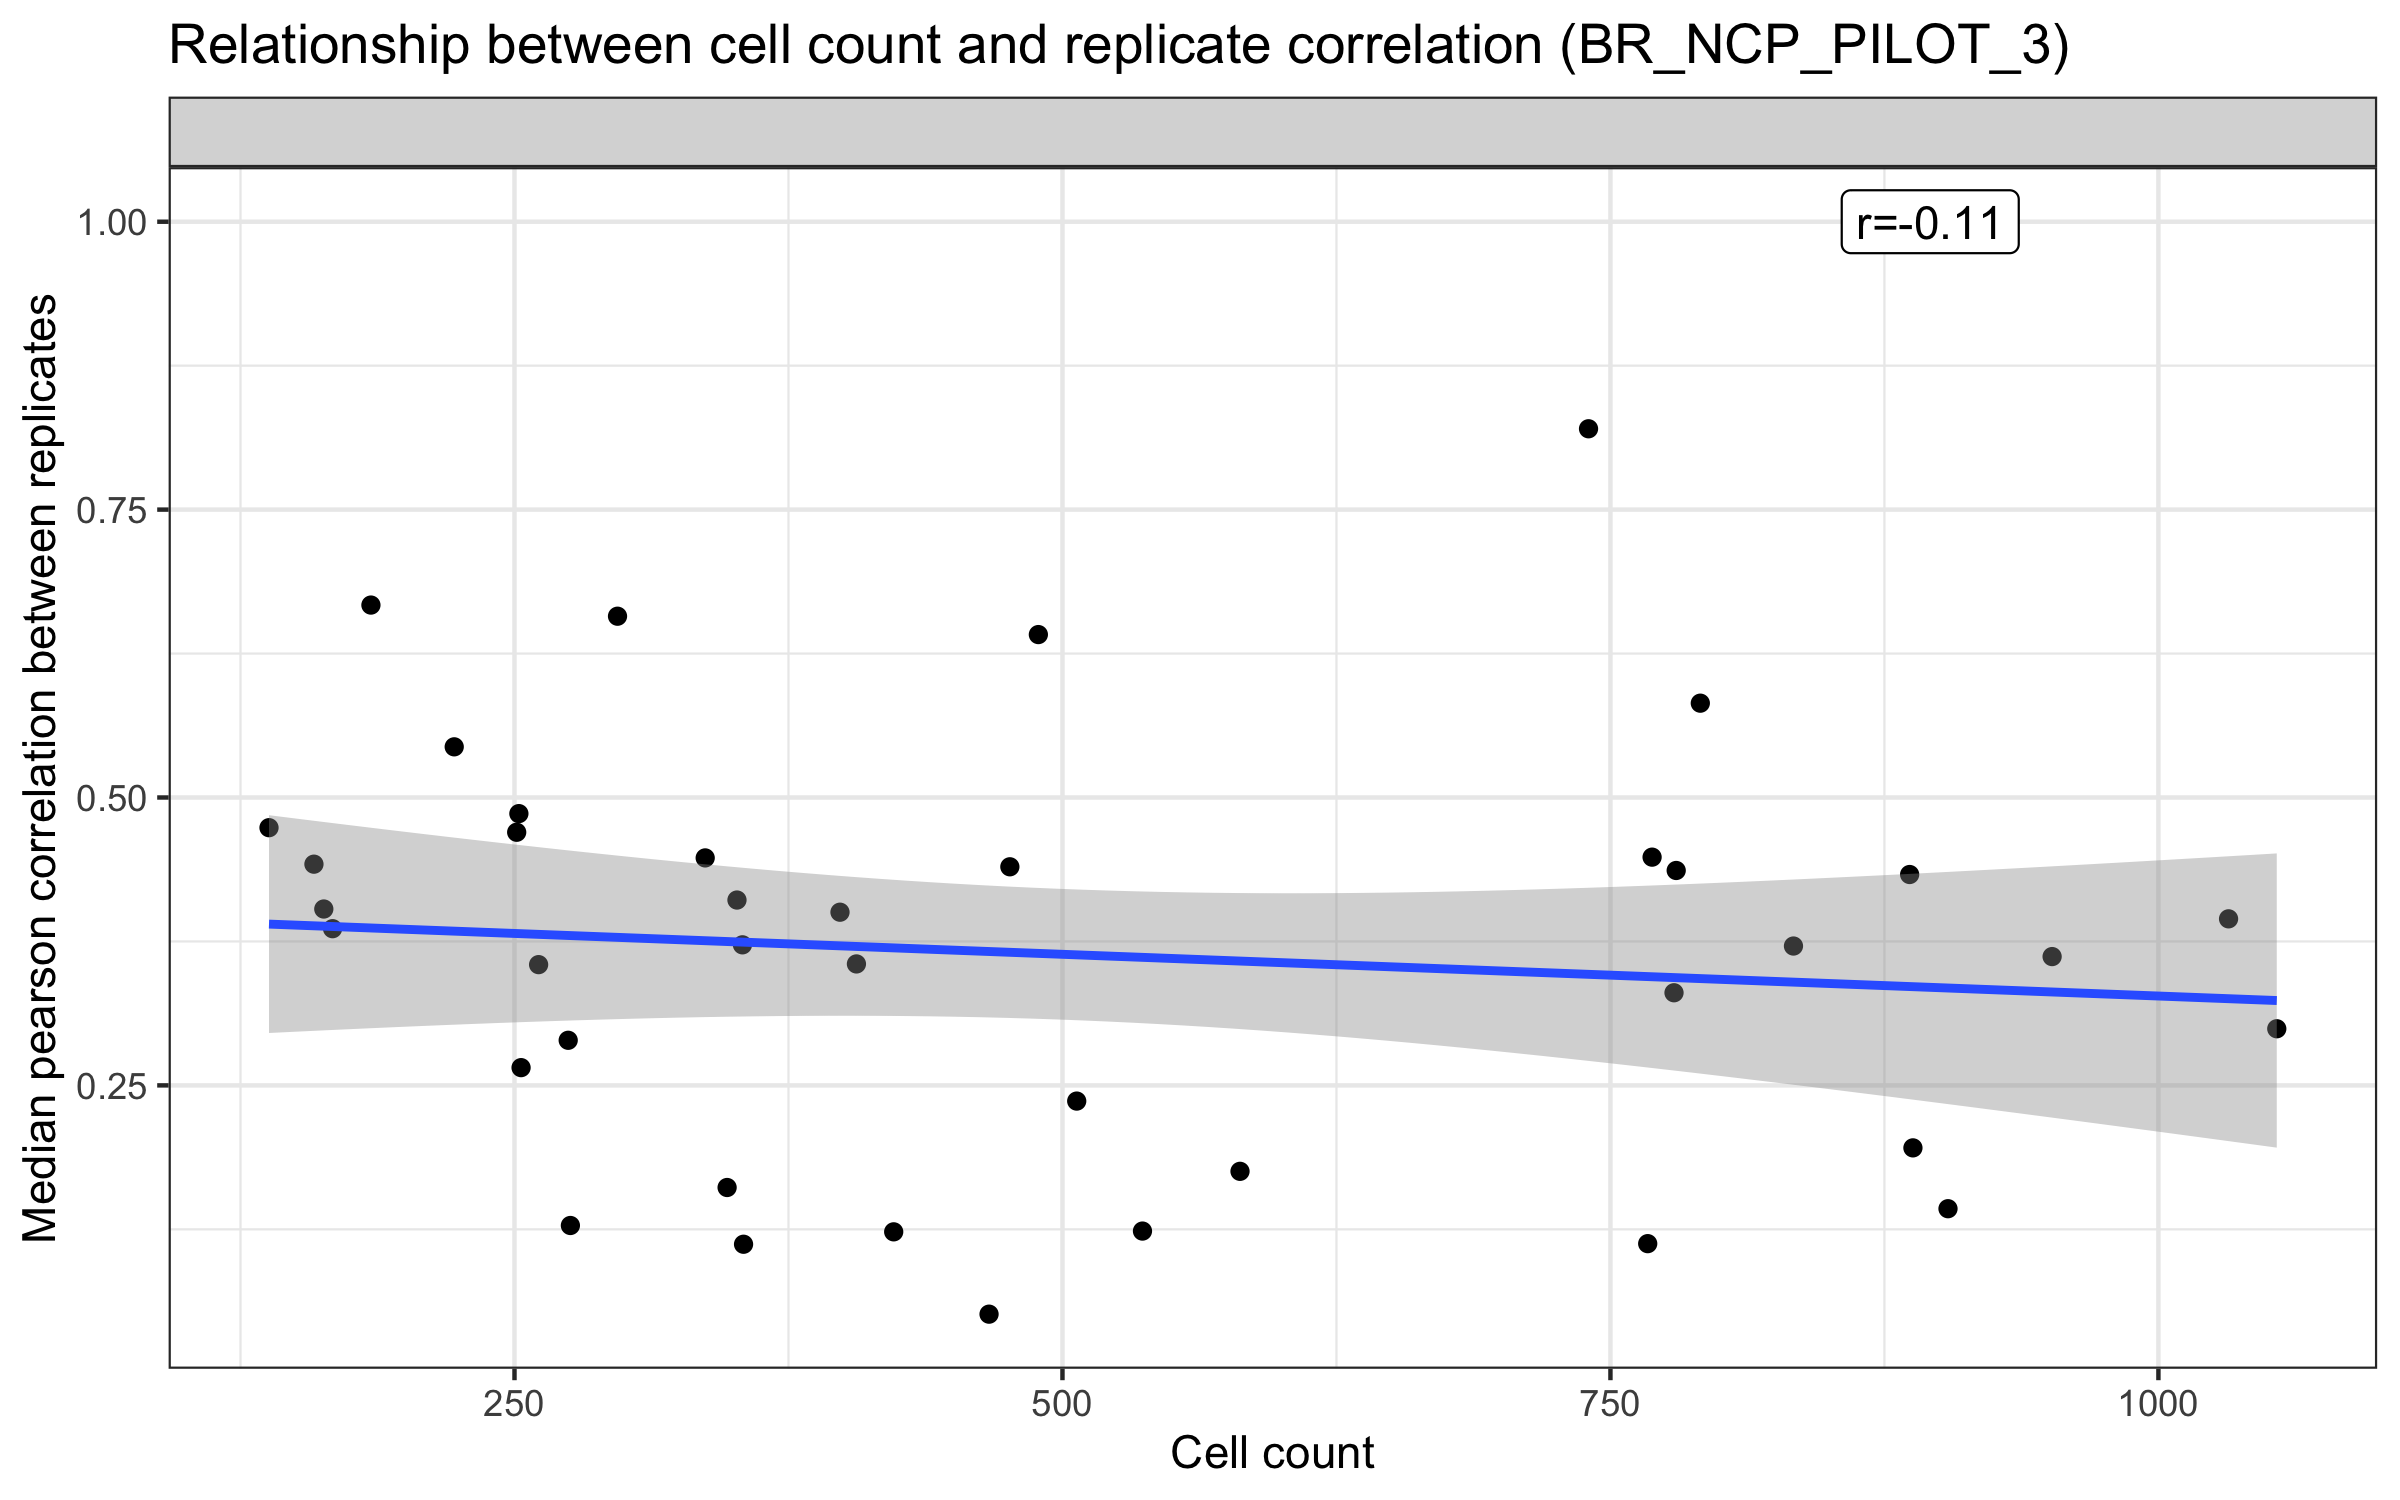 Relationship between cell count and replicate correlation (BR_NCP_PILOT_3)
r=-0.11
1.00
0.75
0.50
0.25
Median pearson correlation between replicates
250
500
750
1000
Cell count